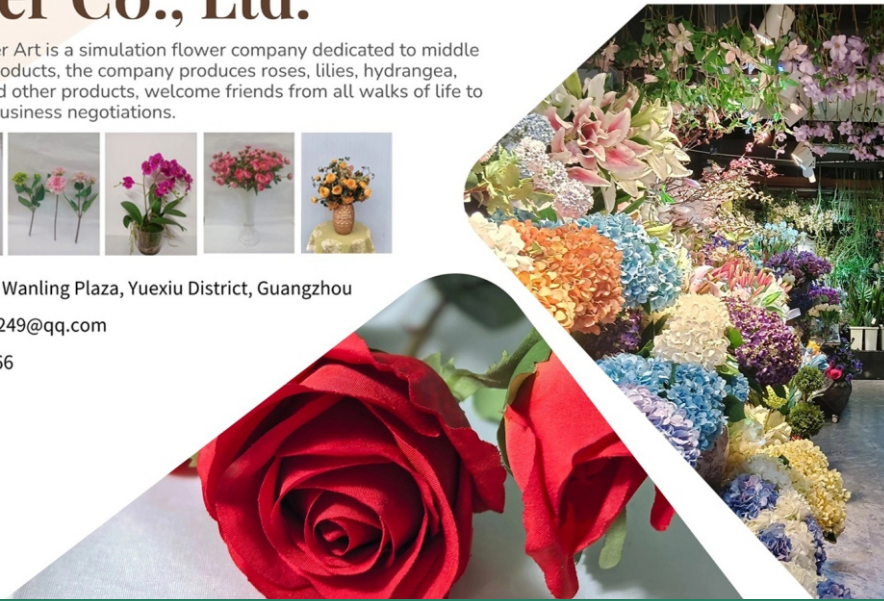 er Co., Ltd.
er Art is a simulation flower company dedicated to middle
oducts, the company produces roses, lilies, hydrangea,
d other products, welcome friends from all walks of life to
usiness negotiations.
Wanling Plaza, Yuexiu District, Guangzhou
249@qq.com
66